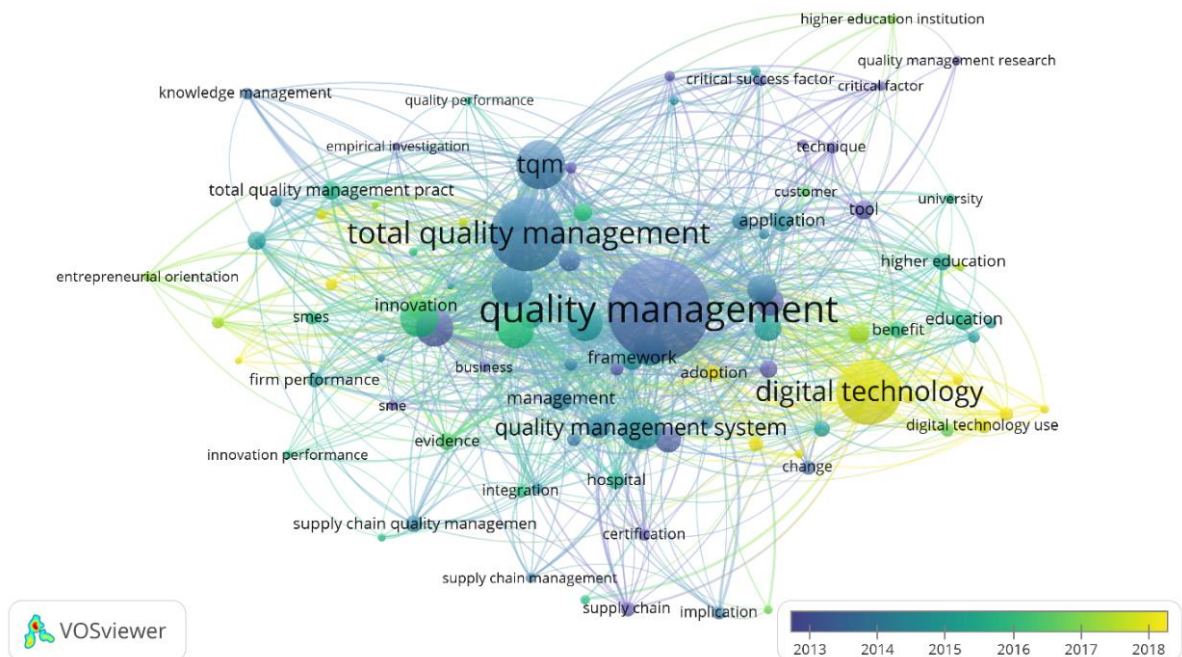 higher education institution
quality management research
critical success factor
critical factor
knowledge management
quality performance
empirical investigation
technique
tqm
total quality management pract
customer
university
tool
application
total quality management
higher education
entrepreneurial orientation
innovation
quality management
smes
education
benefit
framework
business
adoption
firm performance
digital technology
management
sme
quality management system
digital technology use
evidence
innovation performance
change
hospital
integration
supply chain quality managemen
certification
supply chain management
supply chain
implication
VOSviewer
2013 2014 2015 2016 2017 2018